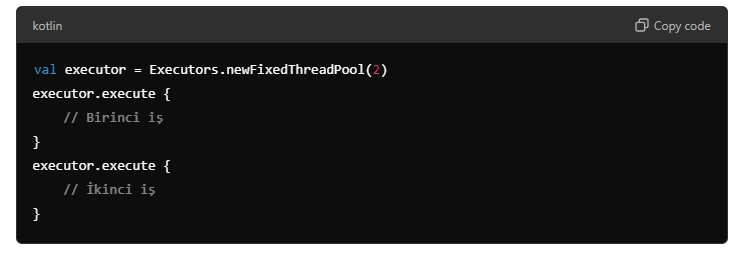 kotlin
Copy code
val executor = Executors.newFixedThreadPool(2)
executor.execute {
    // Birinci iş
}
executor.execute {
    // İkinci iş
}